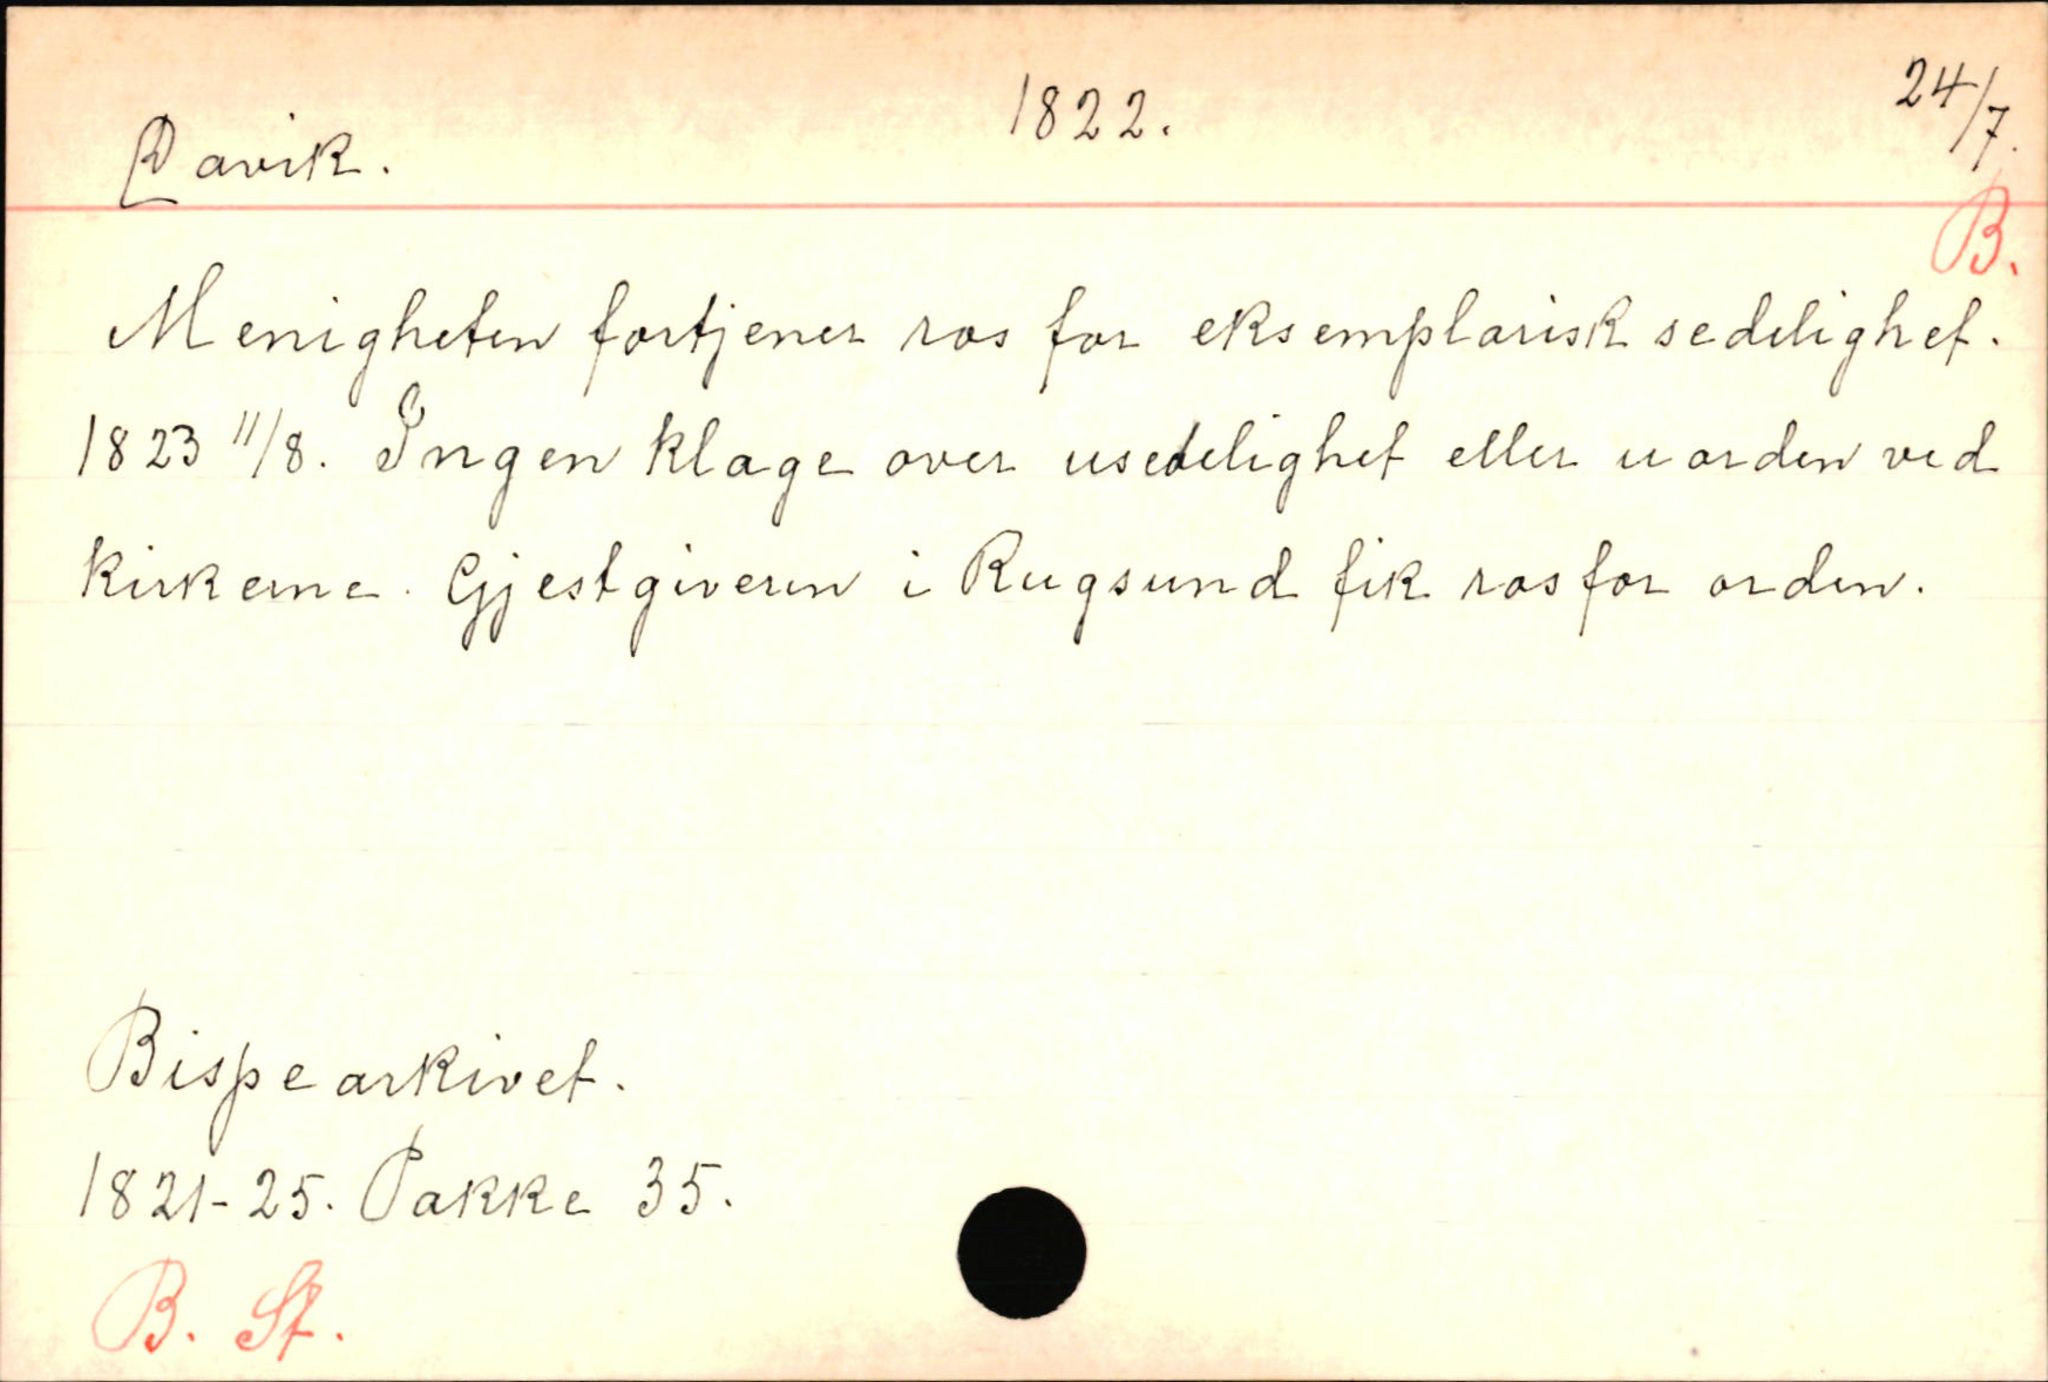 1822. 24/7.
Davik.
B.
Menigheten fortjener ros for eksemplarisk sedelighet.
1823 11/8. Ingen klage over usedelighet eller uorden ved
kirkerne. Gjestgiveren i Rugsund fik ros for orden.
Bispearkivet.
1821-25. Pakke 35.
B. St.